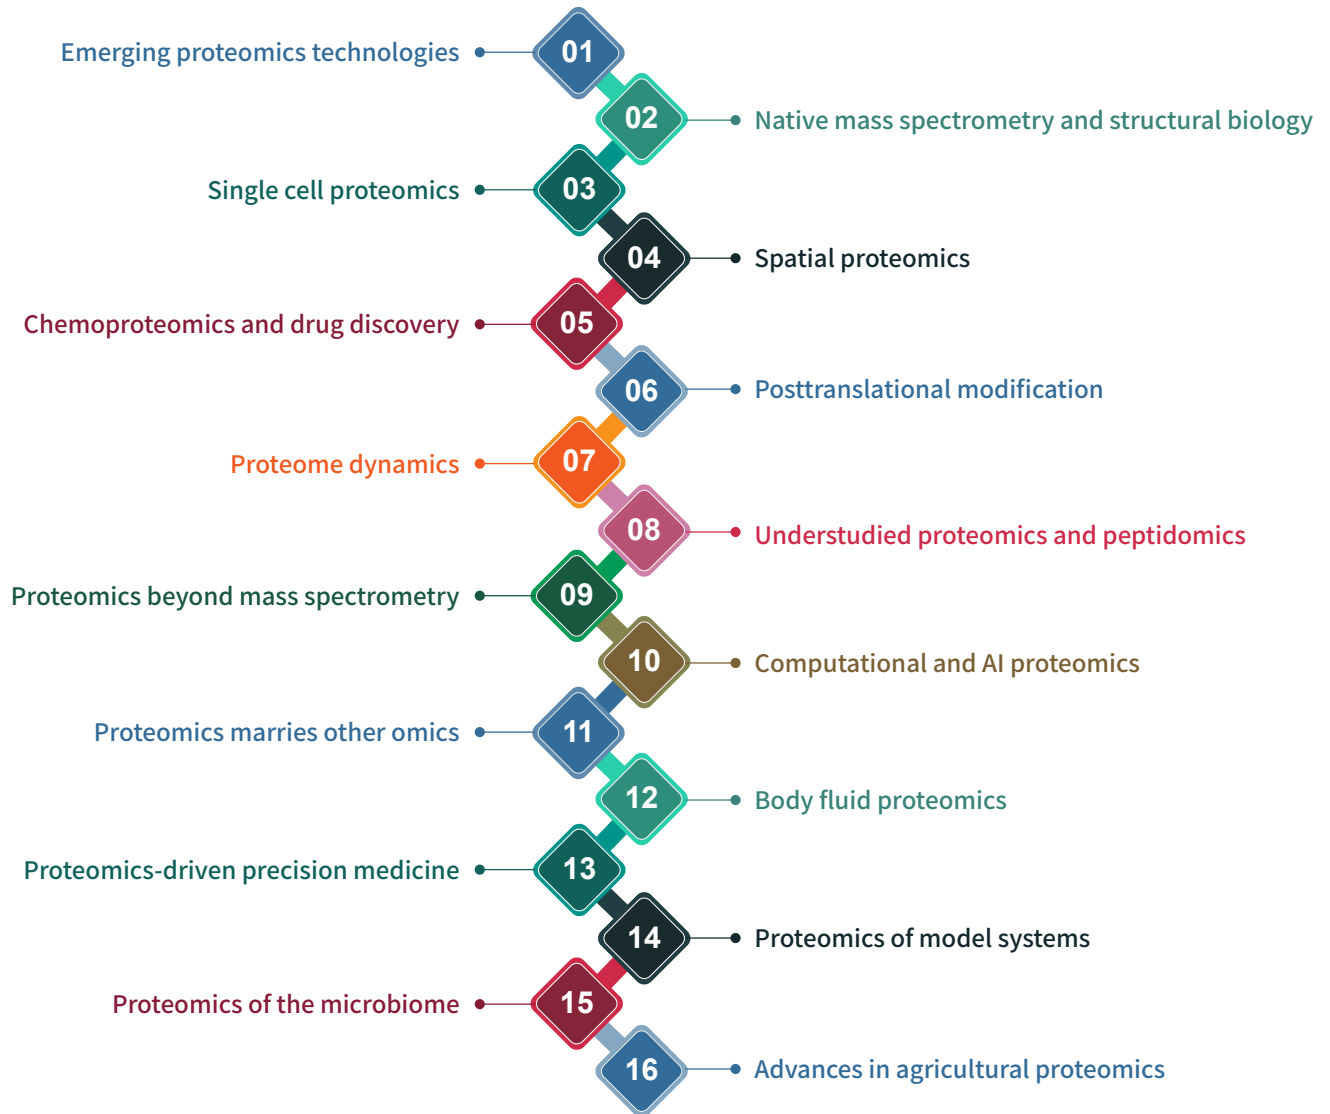 Emerging proteomics technologies
01
02
Native mass spectrometry and structural biology
Single cell proteomics
03
04
Spatial proteomics
Chemoproteomics and drug discovery
05
06
Posttranslational modification
Proteome dynamics
07
08
Understudied proteomics and peptidomics
Proteomics beyond mass spectrometry
09
10
Computational and AI proteomics
Proteomics marries other omics
11
12
Body fluid proteomics
Proteomics-driven precision medicine
13
14
Proteomics of model systems
Proteomics of the microbiome
15
16
Advances in agricultural proteomics